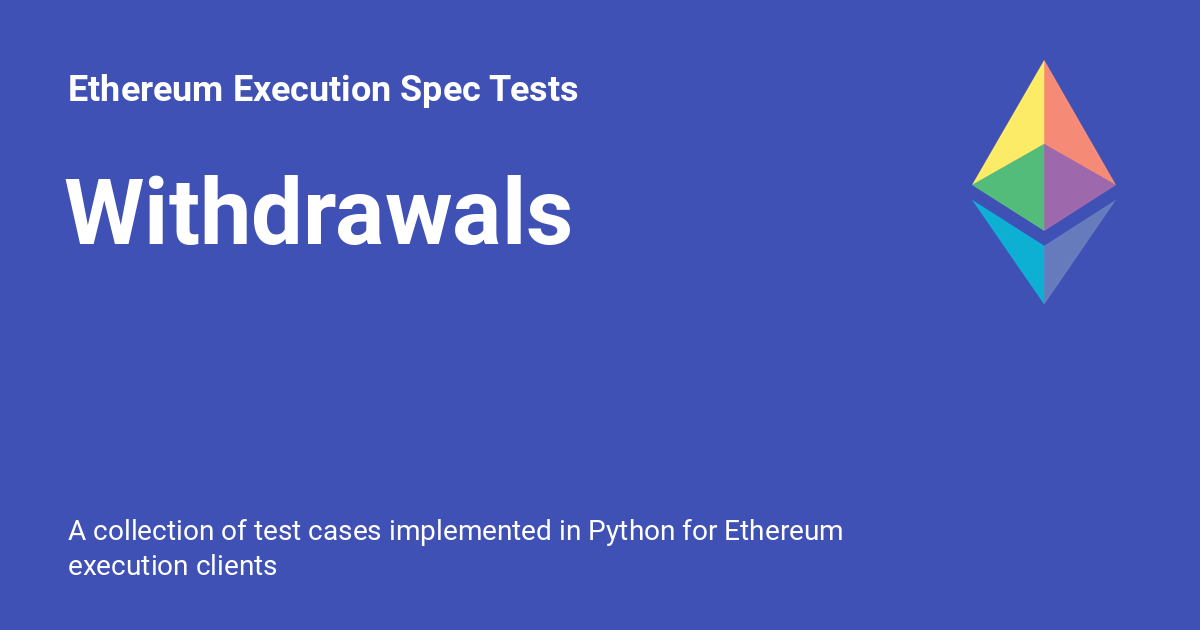 Ethereum Execution Spec Tests
Withdrawals
A collection of test cases implemented in Python for Ethereum
execution clients